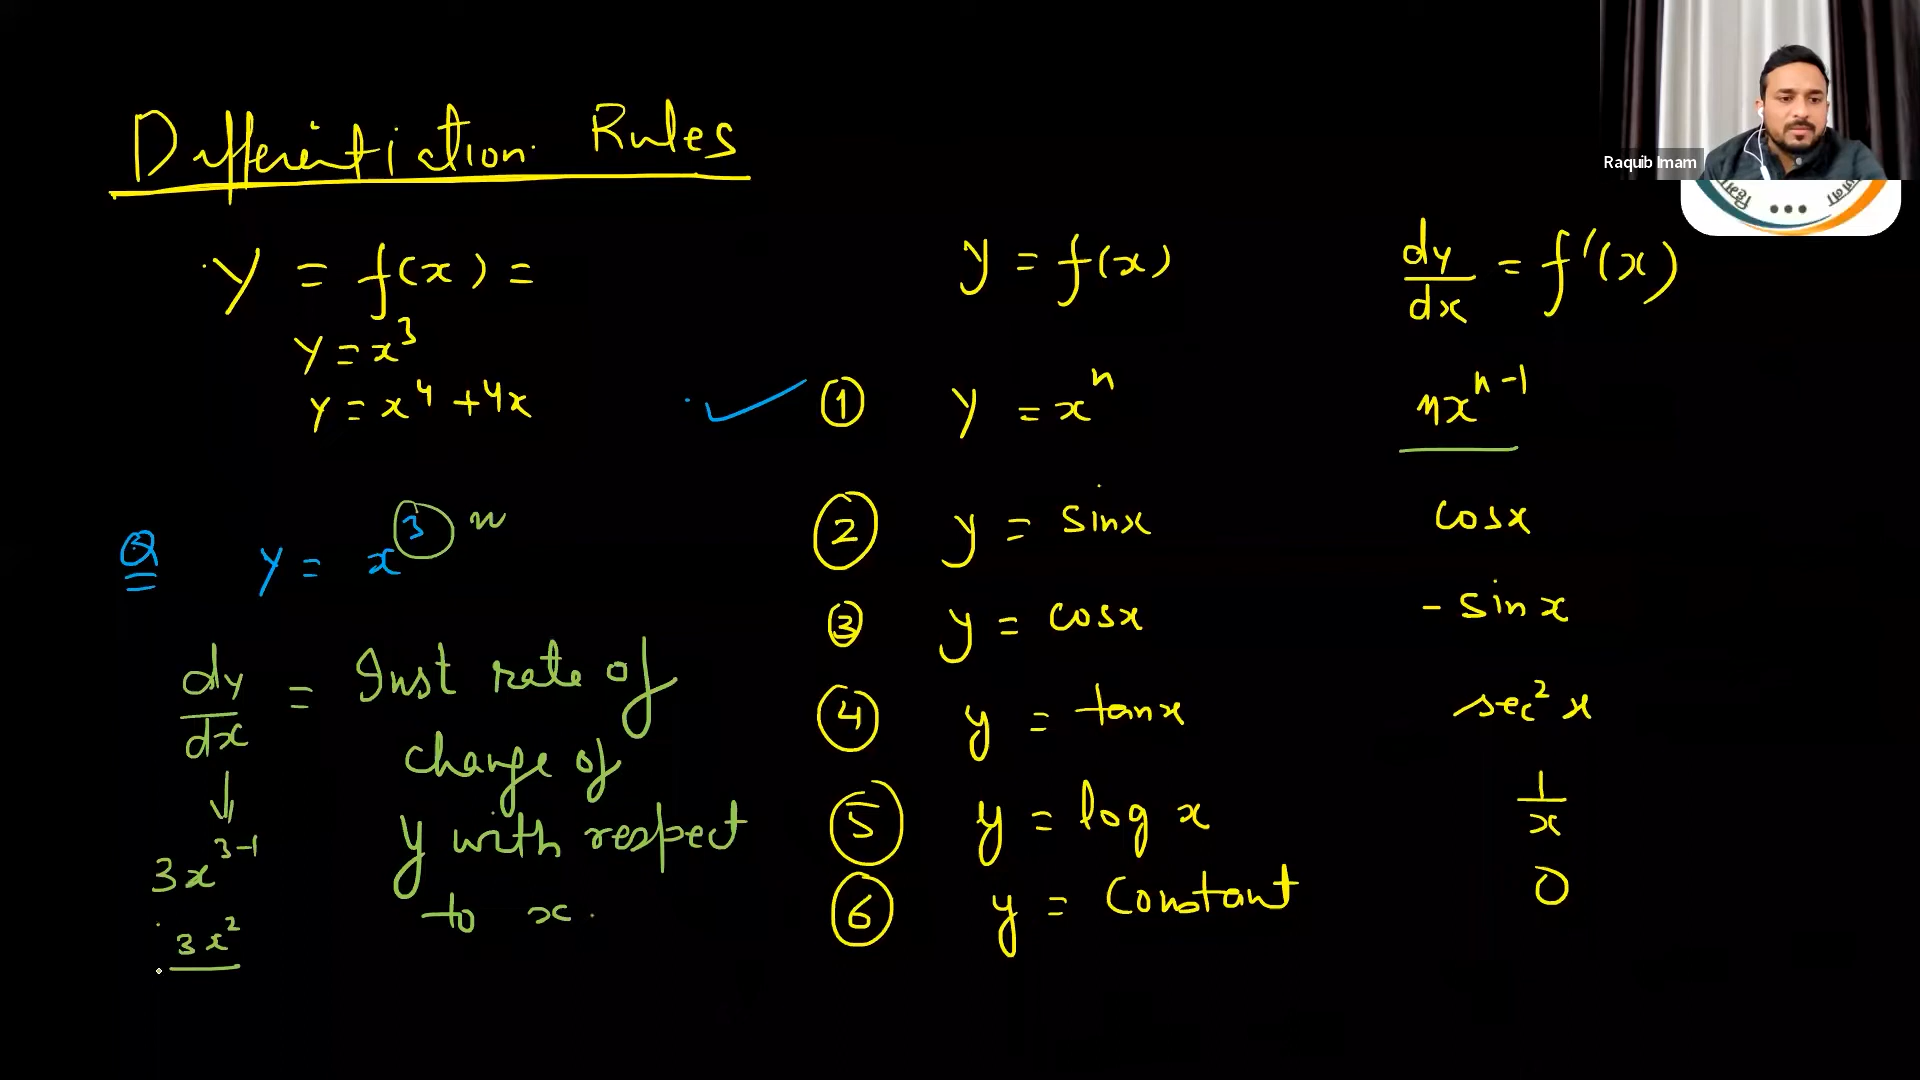 Raquib Imam
Differentiation Rules
Y = f(x) =
y = x³
y = x⁴ + 4x
Q y = x³ n
dy/dx = Inst rate of
change of
y with respect
to x.
↓
3x³⁻¹
3x²
y = f(x) dy/dx = f'(x)
① y = xⁿ nxⁿ⁻¹
② y = sinx cosx
③ y = cosx - sinx
④ y = tanx sec² x
⑤ y = log x 1/x
⑥ y = Constant 0